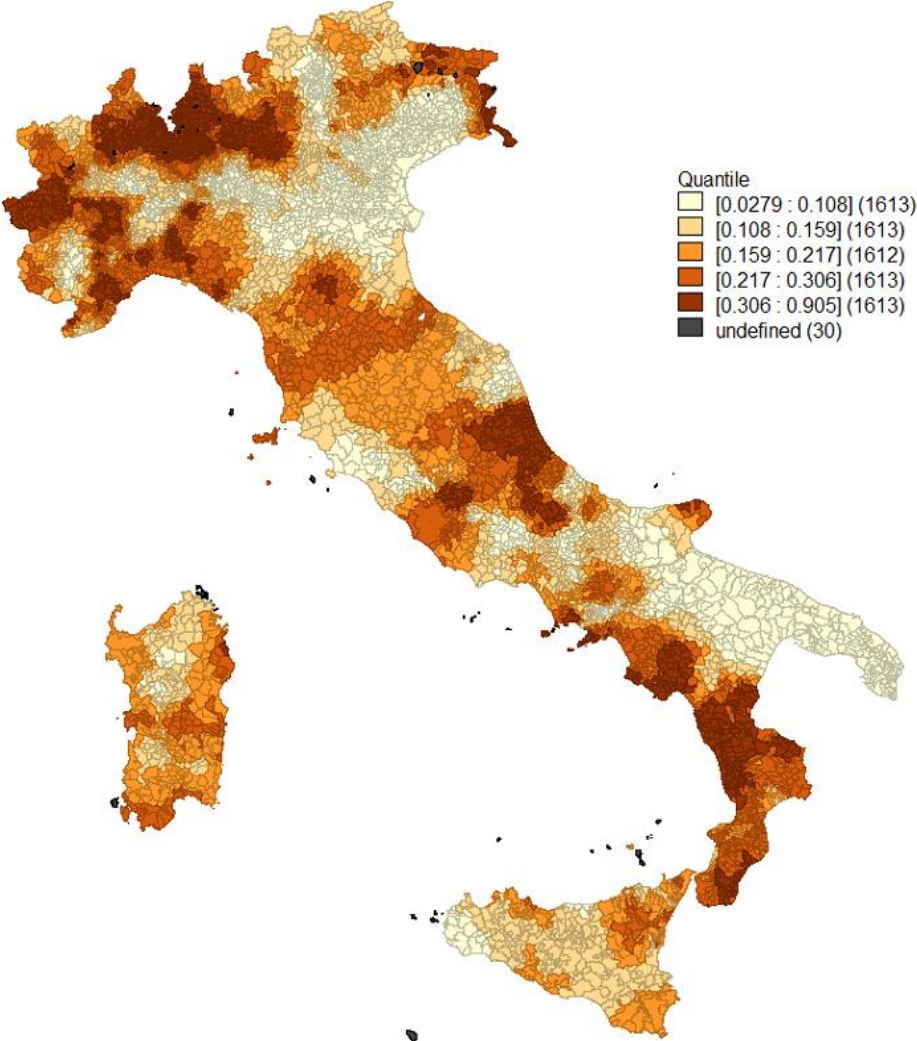 Quantile
[0.0279 : 0.108] (1613)
[0.108 : 0.159] (1613)
[0.159 : 0.217] (1612)
[0.217 : 0.306] (1613)
[0.306 : 0.905] (1613)
undefined (30)